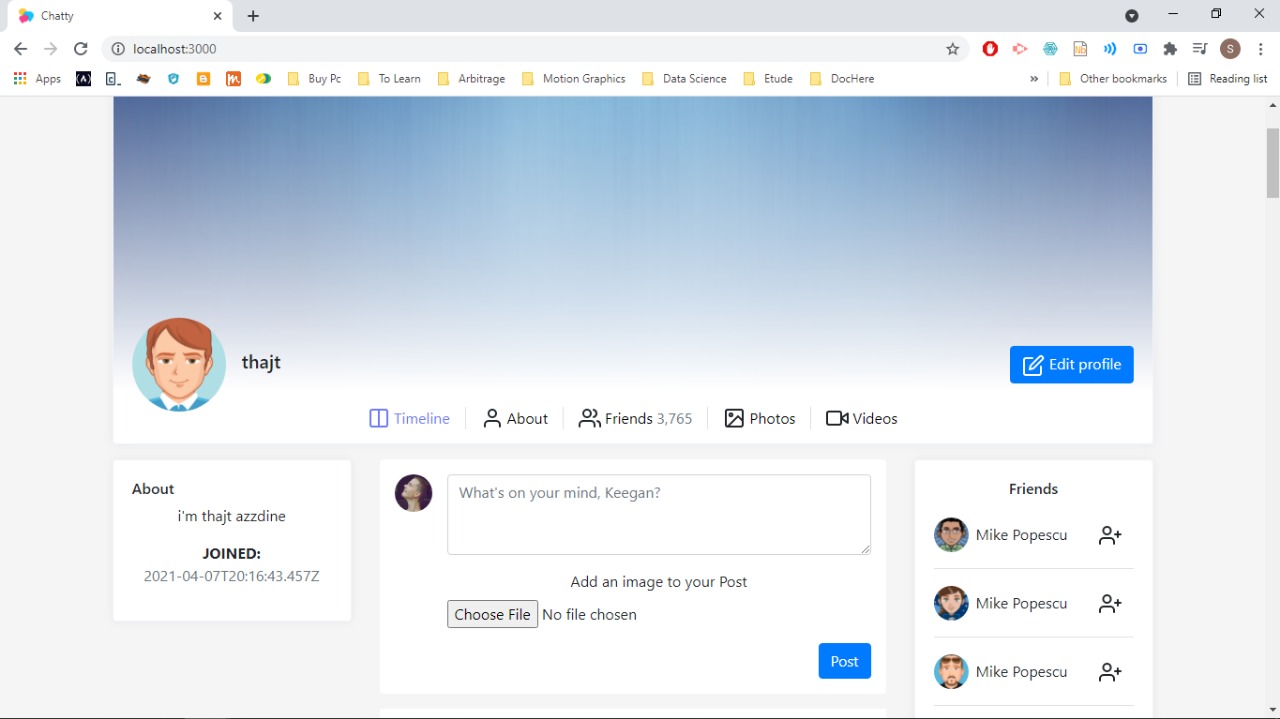 Chatty
localhost:3000
S
Apps
Buy Pc
To Learn
Arbitrage
Motion Graphics
Data Science
Etude
DocHere
»
Other bookmarks
Reading list
thajt
Edit profile
Timeline
About
Friends 3,765
Photos
Videos
About
i'm thajt azzdine
JOINED:
2021-04-07T20:16:43.457Z
What's on your mind, Keegan?
Add an image to your Post
Choose File No file chosen
Post
Friends
Mike Popescu
Mike Popescu
Mike Popescu